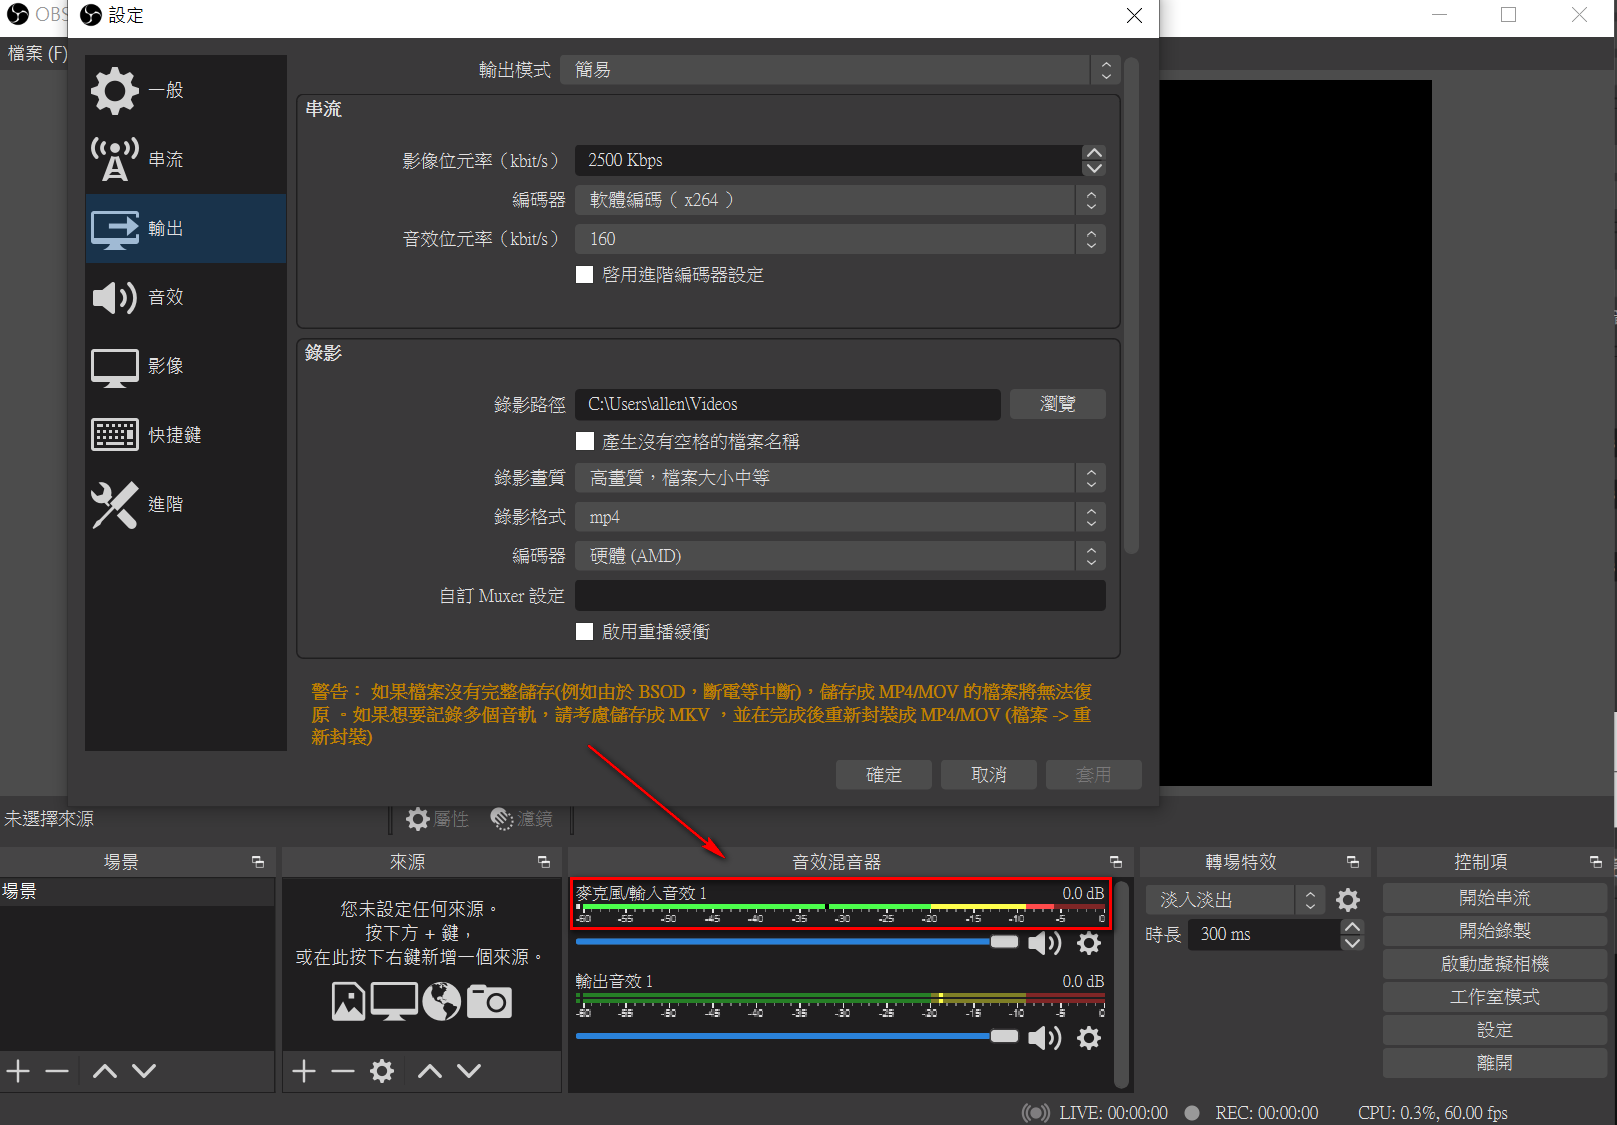 OBS
設定
檔案 (F)
一般
串流
輸出
音效
影像
快捷鍵
進階
輸出模式 簡易
串流
影像位元率（kbit/s） 2500 Kbps
編碼器 軟體編碼（ x264 ）
音效位元率（kbit/s） 160
啓用進階編碼器設定
錄影
錄影路徑 C:\Users\allen\Videos 瀏覽
產生沒有空格的檔案名稱
錄影畫質 高畫質，檔案大小中等
錄影格式 mp4
編碼器 硬體 (AMD)
自訂 Muxer 設定
啟用重播緩衝
警告： 如果檔案沒有完整儲存(例如由於 BSOD，斷電等中斷)，儲存成 MP4/MOV 的檔案將無法復
原 。如果想要記錄多個音軌，請考慮儲存成 MKV ，並在完成後重新封裝成 MP4/MOV (檔案 -> 重
新封裝)
確定 取消 套用
未選擇來源 屬性 濾鏡
場景
場景
來源
您未設定任何來源。
按下方 + 鍵，
或在此按下右鍵新增一個來源。
音效混音器
麥克風/輸入音效 1 0.0 dB
-60 -55 -50 -45 -40 -35 -30 -25 -20 -15 -10 -5 0
輸出音效 1 0.0 dB
-60 -55 -50 -45 -40 -35 -30 -25 -20 -15 -10 -5 0
轉場特效
淡入淡出
時長 300 ms
控制項
開始串流
開始錄製
啟動虛擬相機
工作室模式
設定
離開
LIVE: 00:00:00 REC: 00:00:00 CPU: 0.3%, 60.00 fps